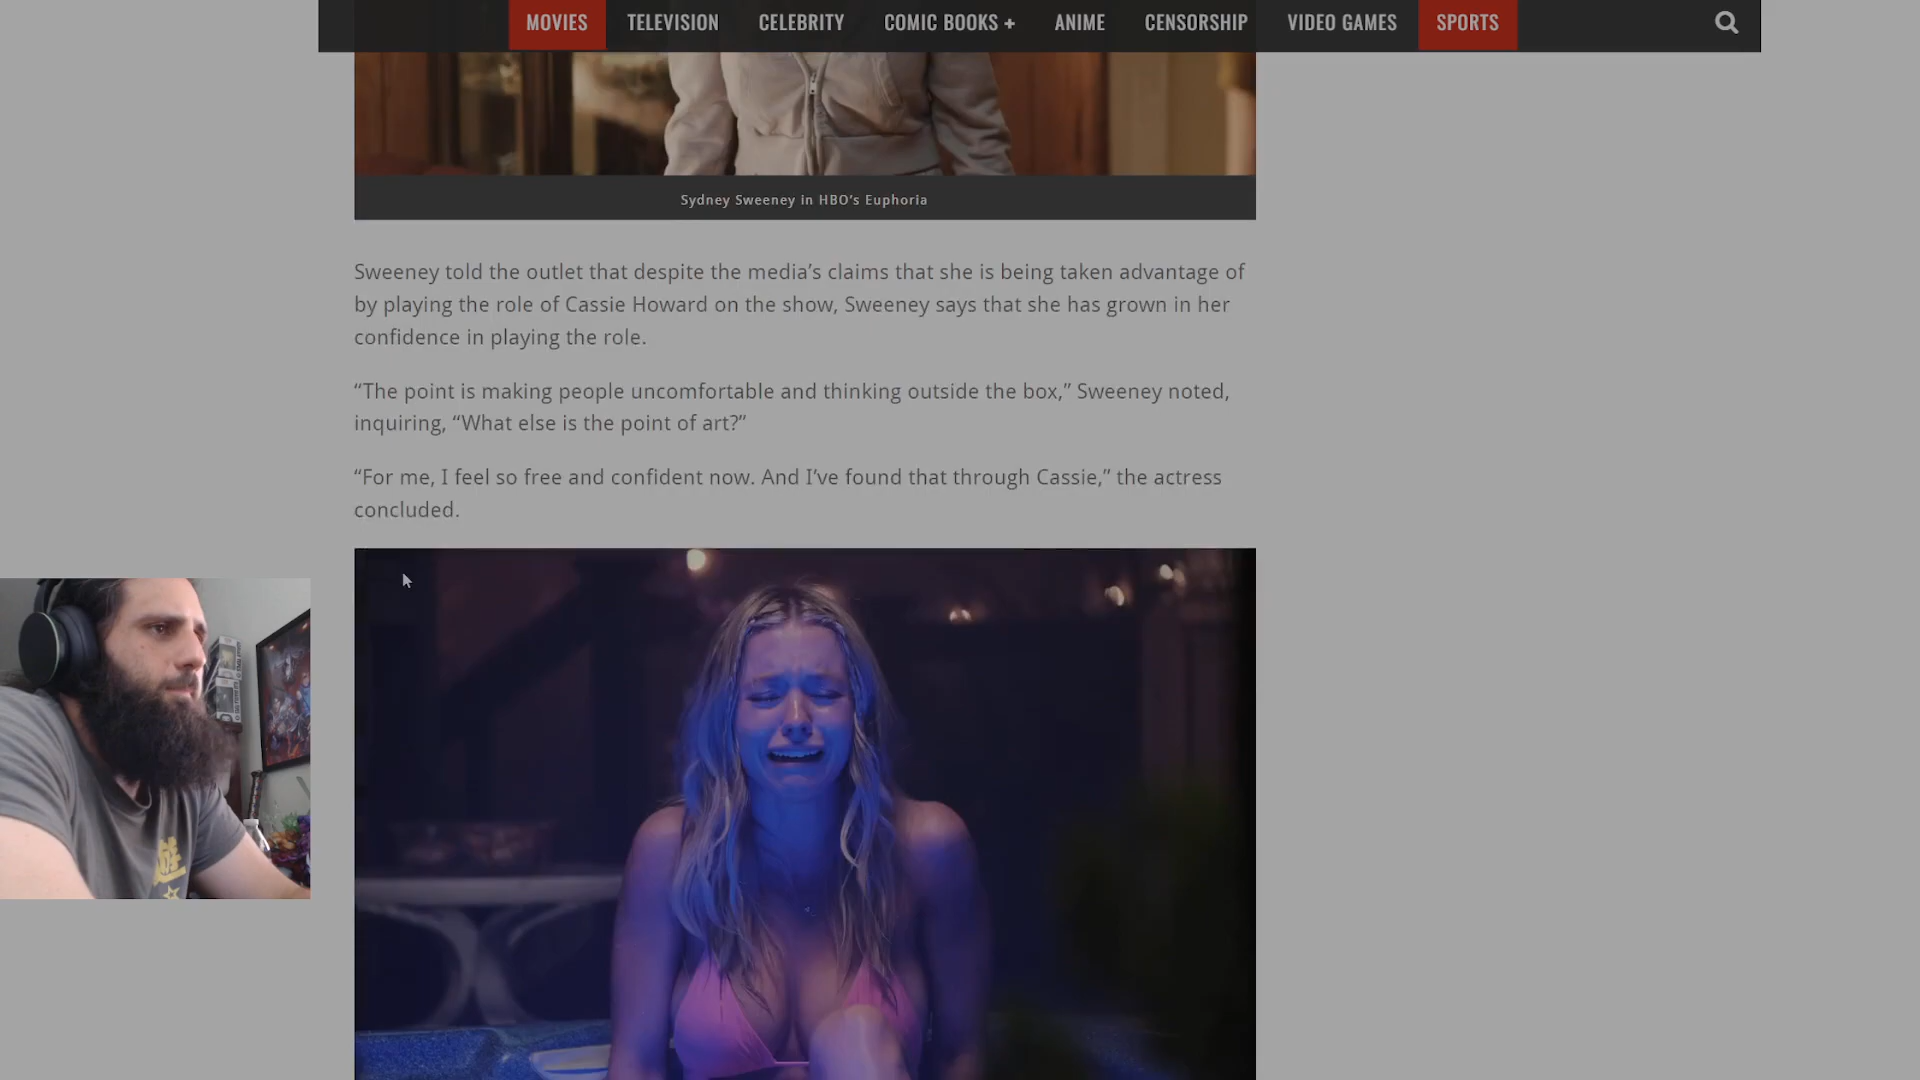 MOVIES TELEVISION CELEBRITY COMIC BOOKS + ANIME CENSORSHIP VIDEO GAMES SPORTS
Sydney Sweeney in HBO's Euphoria
Sweeney told the outlet that despite the media’s claims that she is being taken advantage of
by playing the role of Cassie Howard on the show, Sweeney says that she has grown in her
confidence in playing the role.
“The point is making people uncomfortable and thinking outside the box,” Sweeney noted,
inquiring, “What else is the point of art?”
“For me, I feel so free and confident now. And I’ve found that through Cassie,” the actress
concluded.